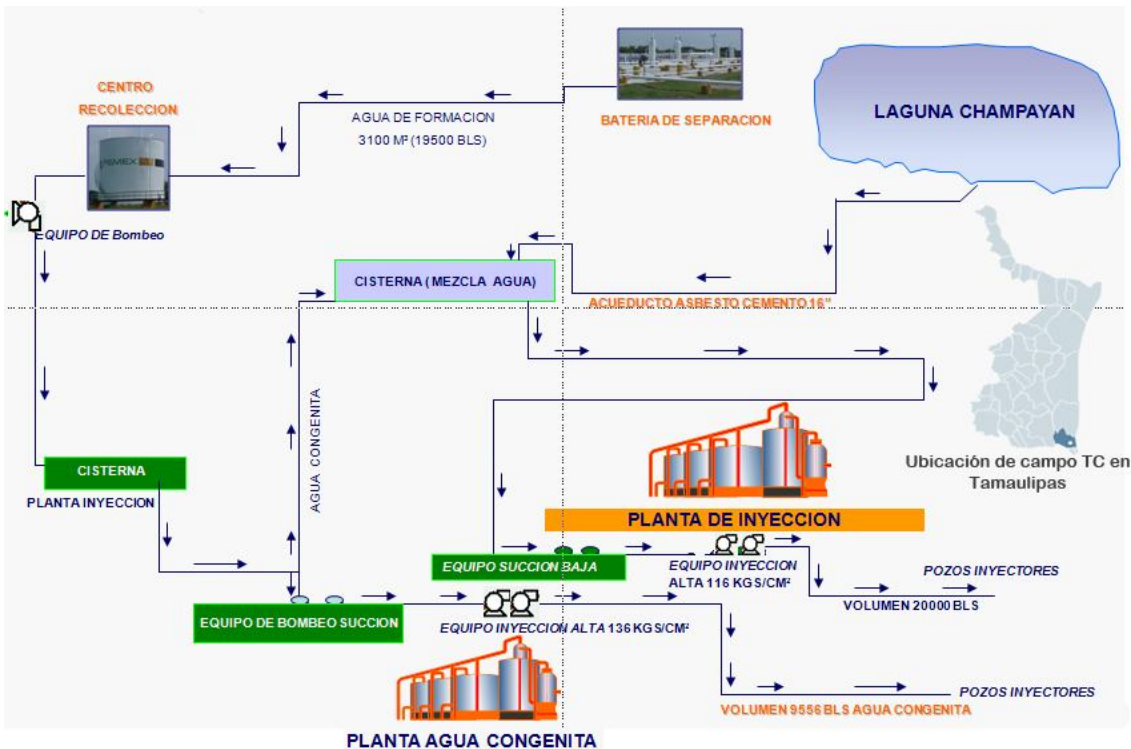 CENTRO
RECOLECCION
PEMEX
AGUA DE FORMACION
3100 M³ (19500 BLS)
BATERIA DE SEPARACION
LAGUNA CHAMPAYAN
EQUIPO DE Bombeo
CISTERNA ( MEZCLA AGUA)
ACUEDUCTO ASBESTO CEMENTO 16"
AGUA CONGENITA
CISTERNA
PLANTA INYECCION
Ubicación de campo TC en
Tamaulipas
PLANTA DE INYECCION
EQUIPO SUCCION BAJA
EQUIPO INYECCION
ALTA 116 KGS/CM²
POZOS INYECTORES
VOLUMEN 20000 BLS
EQUIPO DE BOMBEO SUCCION
EQUIPO INYECCION ALTA 136 KGS/CM²
POZOS INYECTORES
VOLUMEN 9556 BLS AGUA CONGENITA
PLANTA AGUA CONGENITA